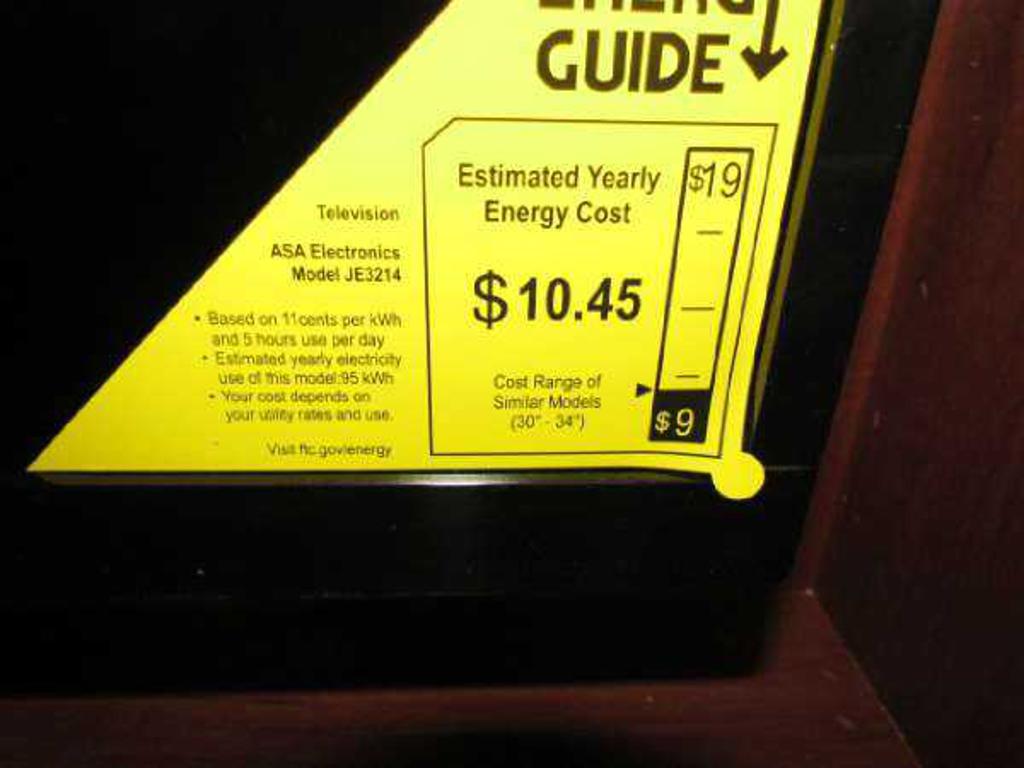 GUIDE
Television
ASA Electronics
Model JE3214
• Based on 11cents per kWh
and 5 hours use per day
• Estimated yearly electricity
use of this model:95 kWh
• Your cost depends on
your utility rates and use.
Visit ftc.gov/energy
Estimated Yearly
Energy Cost
$10.45
Cost Range of
Similar Models
(30" - 34")
$19
$9